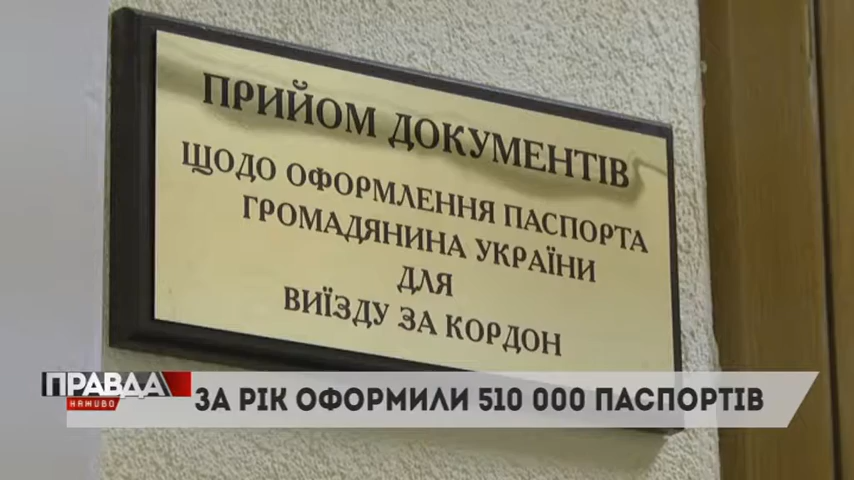 ПРИЙОМ ДОКУМЕНТІВ
ЩОДО ОФОРМЛЕННЯ ПАСПОРТА
ГРОМАДЯНИНА УКРАЇНИ
ДЛЯ
ВИЇЗДУ ЗА КОРДОН
ПРАВДА
НАЖИВО
ЗА РІК ОФОРМИЛИ 510 000 ПАСПОРТІВ